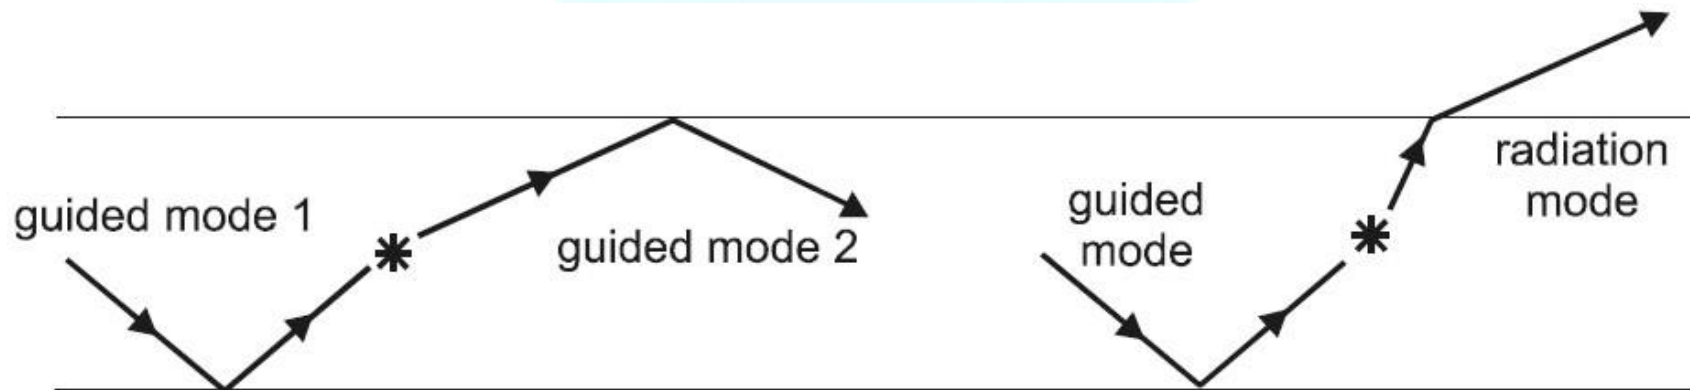 guided mode 1
guided mode 2
guided
mode
radiation
mode